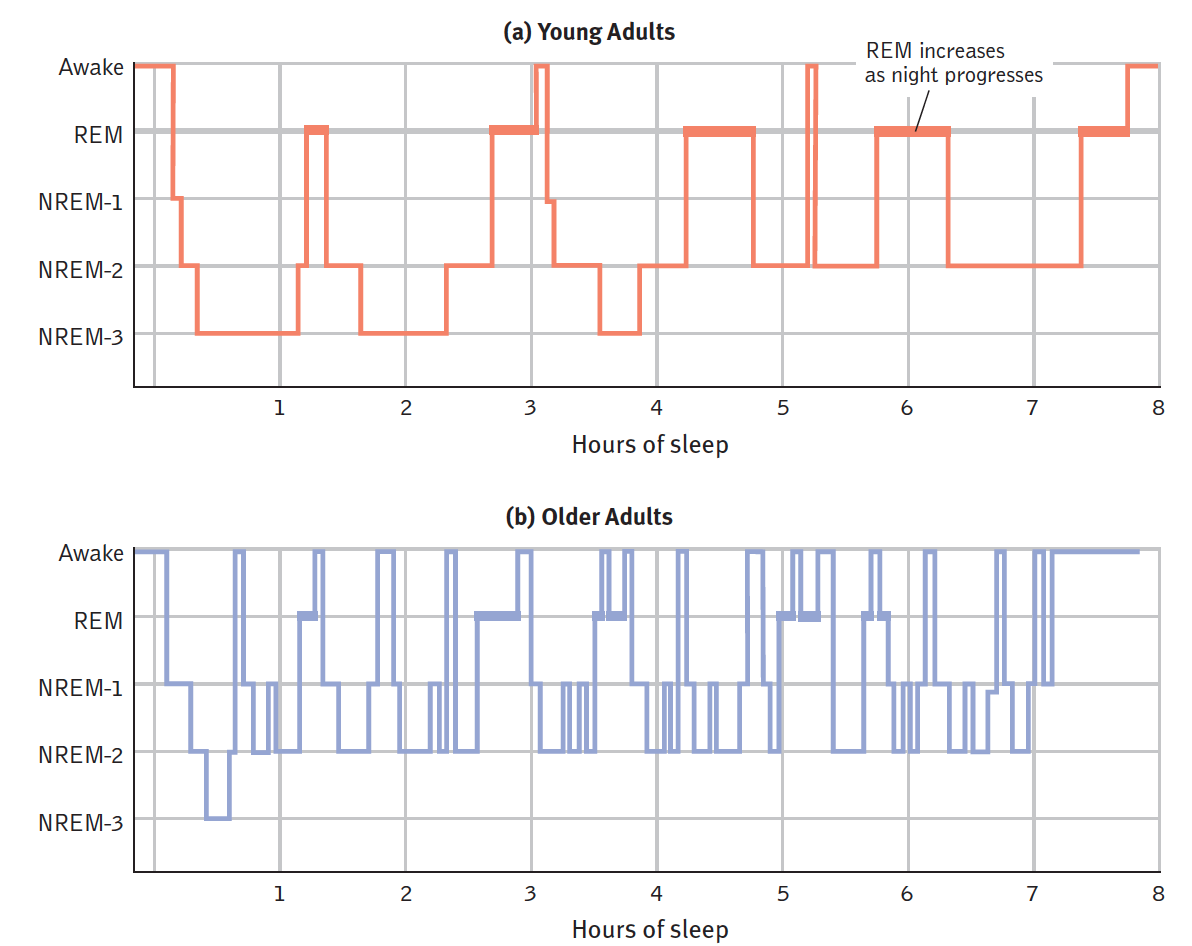 (a) Young Adults
REM increases
as night progresses
Awake
REM
NREM-1
NREM-2
NREM-3
1 2 3 4 5 6 7 8
Hours of sleep
(b) Older Adults
Awake
REM
NREM-1
NREM-2
NREM-3
1 2 3 4 5 6 7 8
Hours of sleep